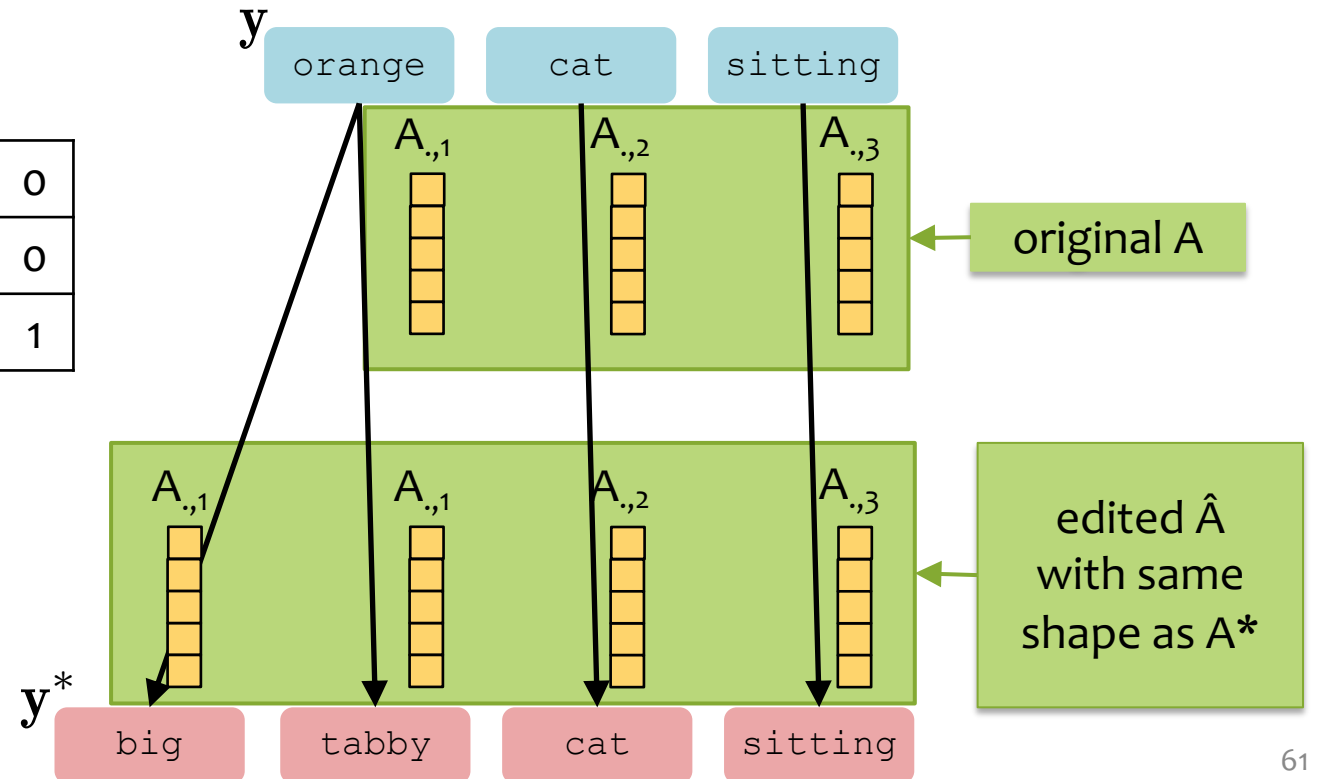 y
orange cat sitting
A.,1 A.,2 A.,3
0
0
1
original A
A.,1 A.,1 A.,2 A.,3
edited Â
with same
shape as A*
y*
big tabby cat sitting
61